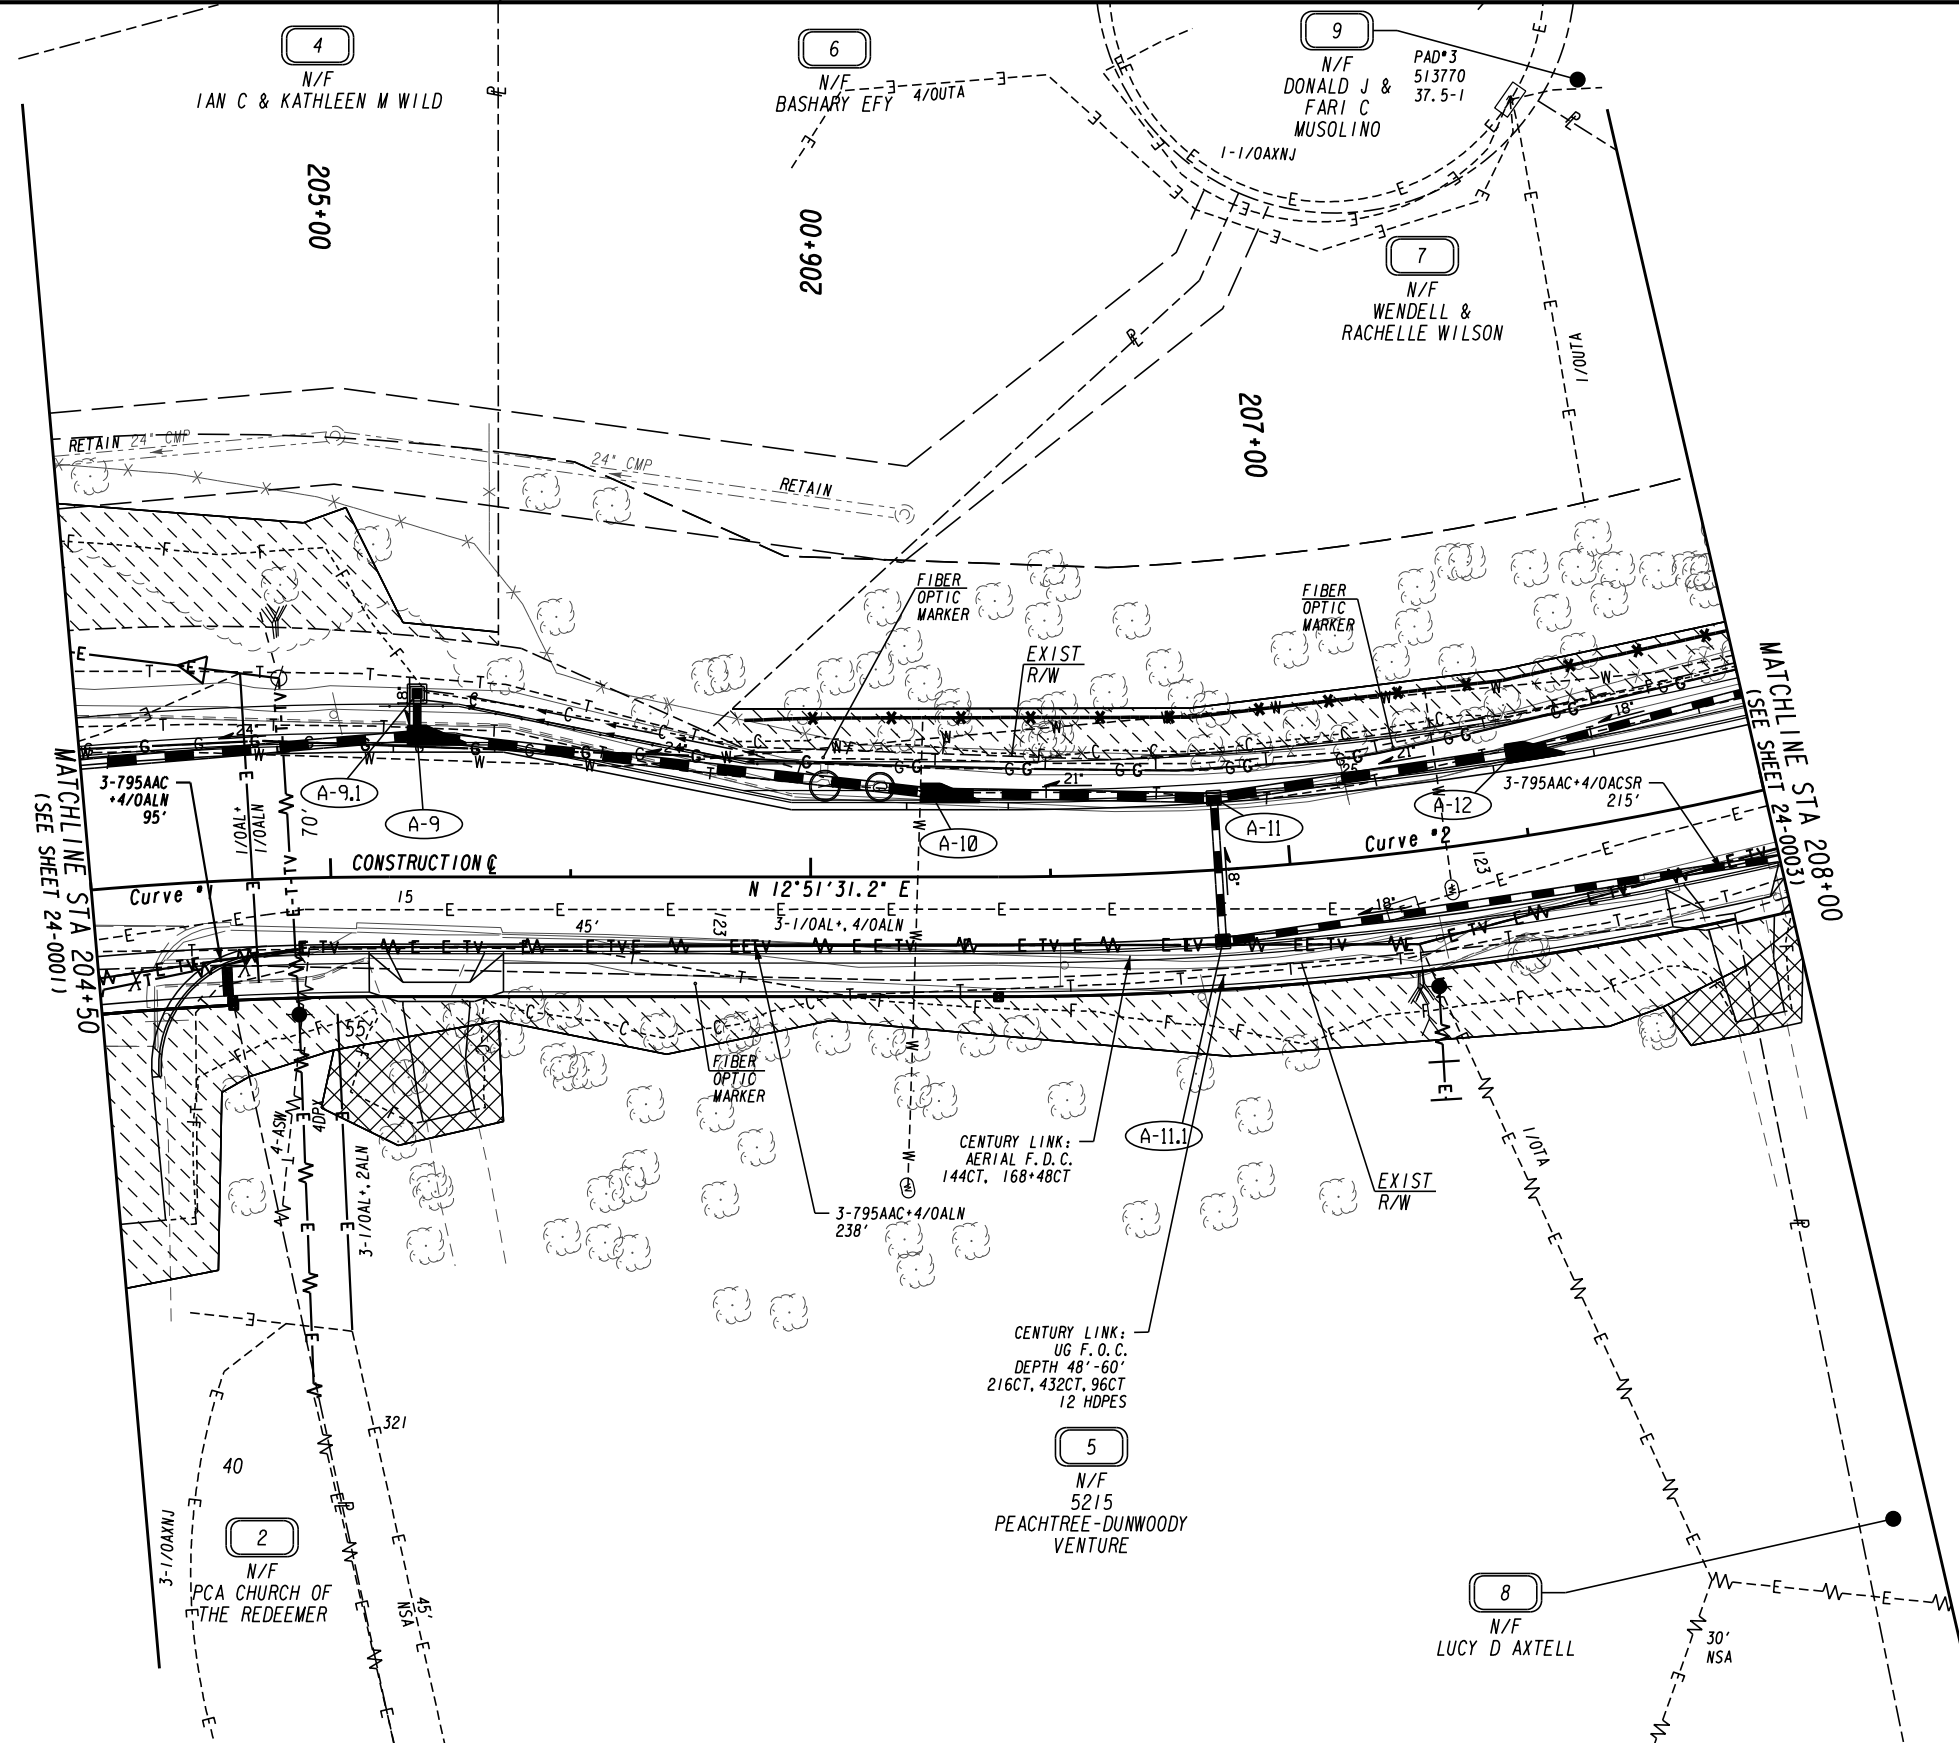 4
N/F
IAN C & KATHLEEN M WILD
6
N/F
BASHARY EFY
4/0UTA
9
N/F
DONALD J &
FARI C
MUSOLINO
PAD#3
513770
37.5-1
1-1/0AXNJ
205+00
206+00
207+00
7
N/F
WENDELL &
RACHELLE WILSON
1/0UTA
RETAIN 24" CMP
24" CMP
RETAIN
FIBER
OPTIC
MARKER
FIBER
OPTIC
MARKER
EXIST
R/W
MATCHLINE STA 208+00
(SEE SHEET 24-0003)
MATCHLINE STA 204+50
(SEE SHEET 24-0001)
8"
24"
24"
21"
21"
18"
3-795AAC
+4/0ALN
95'
1/0AL+
1/0ALN
70'
A-9.1
A-9
A-10
A-11
A-12
3-795AAC+4/0ACSR
215'
CONSTRUCTION ℄
Curve #1
Curve #2
N 12°51'31.2" E
15
45'
123
3-1/0AL+, 4/0ALN
18"
18"
123
55'
4-ASW
4DPX
3-1/0AL+, 2ALN
FIBER
OPTIC
MARKER
CENTURY LINK:
AERIAL F.D.C.
144CT, 168+48CT
A-11.1
EXIST
R/W
1/0TA
3-795AAC+4/0ALN
238'
CENTURY LINK:
UG F.O.C.
DEPTH 48'-60'
216CT, 432CT, 96CT
12 HDPES
321
40
3-1/0AXNJ
2
N/F
PCA CHURCH OF
THE REDEEMER
45'
NSA
5
N/F
5215
PEACHTREE-DUNWOODY
VENTURE
8
N/F
LUCY D AXTELL
30'
NSA